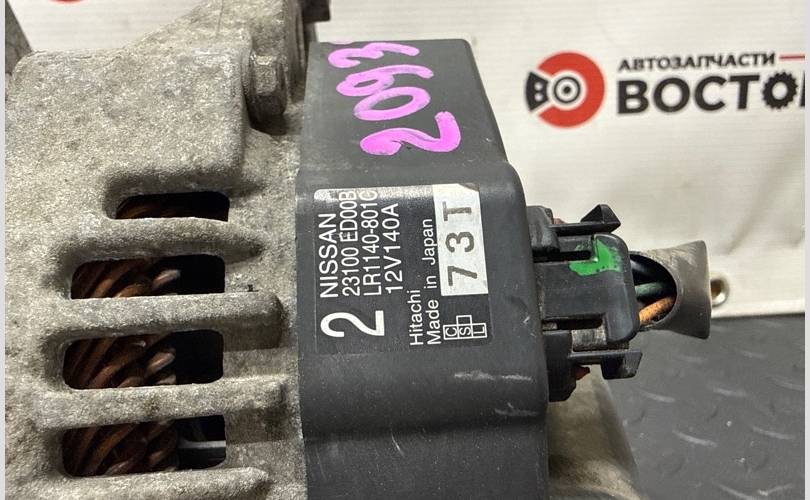 2093
АВТОЗАПЧАСТИ
ВОСТО
2
NISSAN
23100 ED00B
LR1140-801C
12V140A
Hitachi
Made in Japan
73T
C
S
L